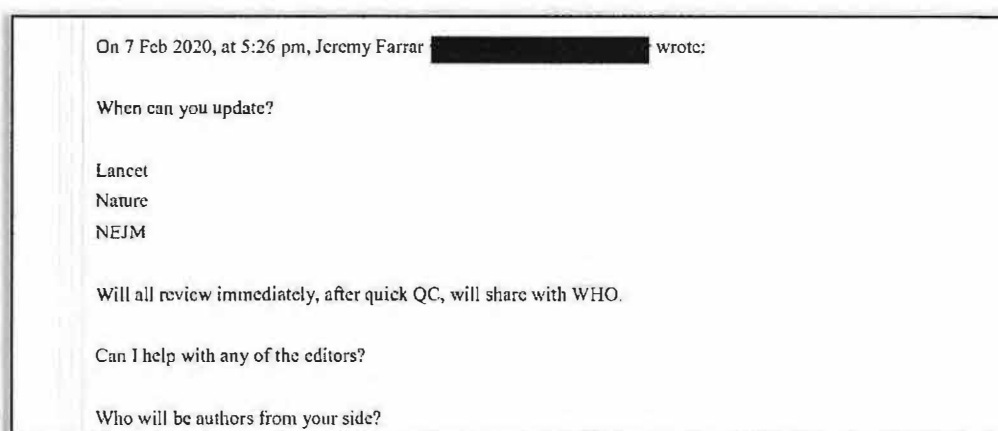 On 7 Feb 2020, at 5:26 pm, Jeremy Farrar wrote:
When can you update?
Lancet
Nature
NEJM
Will all review immediately, after quick QC, will share with WHO.
Can I help with any of the editors?
Who will be authors from your side?